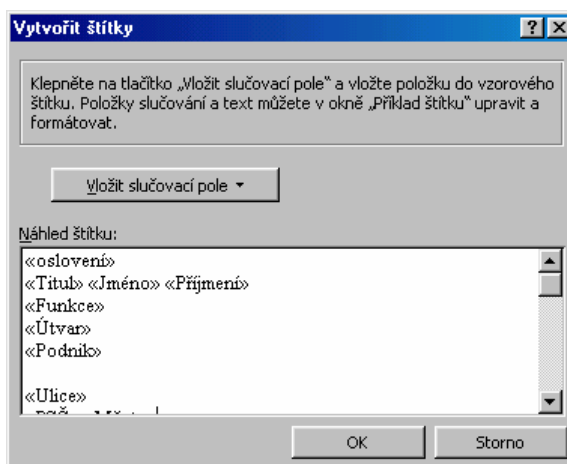 Vytvořit štítky
Klepněte na tlačítko „Vložit slučovací pole“ a vložte položku do vzorového
štítku. Položky slučování a text můžete v okně „Příklad štítku“ upravit a
formátovat.
Vložit slučovací pole
Náhled štítku:
«oslovení»
«Titul» «Jméno» «Příjmení»
«Funkce»
«Útvar»
«Podnik»
«Ulice»
OK
Storno